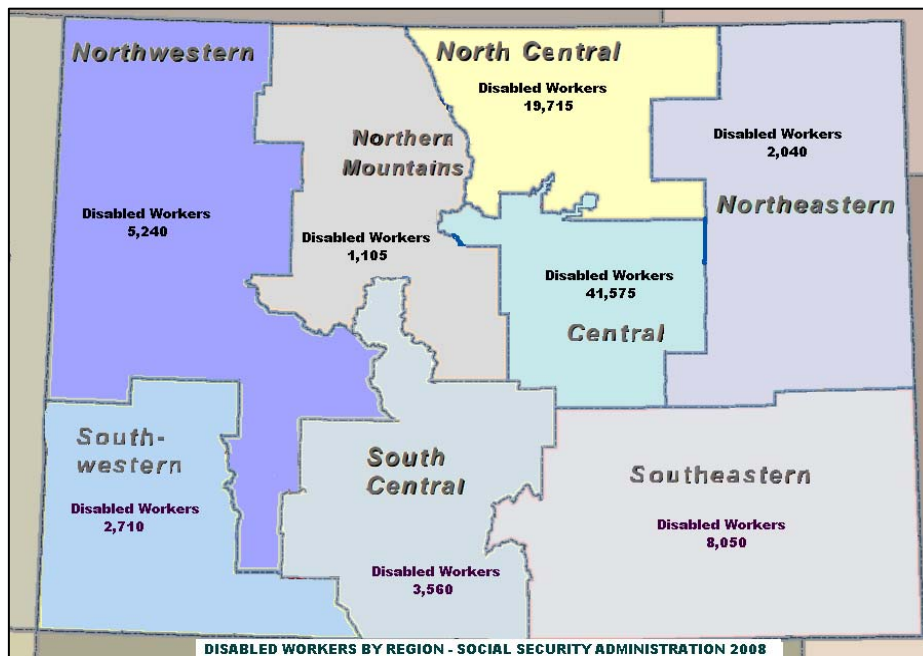 Northwestern
Disabled Workers
5,240
Northern
Mountains
Disabled Workers
1,105
North Central
Disabled Workers
19,715
Disabled Workers
2,040
Northeastern
Disabled Workers
41,575
Central
South-
western
Disabled Workers
2,710
South
Central
Disabled Workers
3,560
Southeastern
Disabled Workers
8,050
DISABLED WORKERS BY REGION - SOCIAL SECURITY ADMINISTRATION 2008